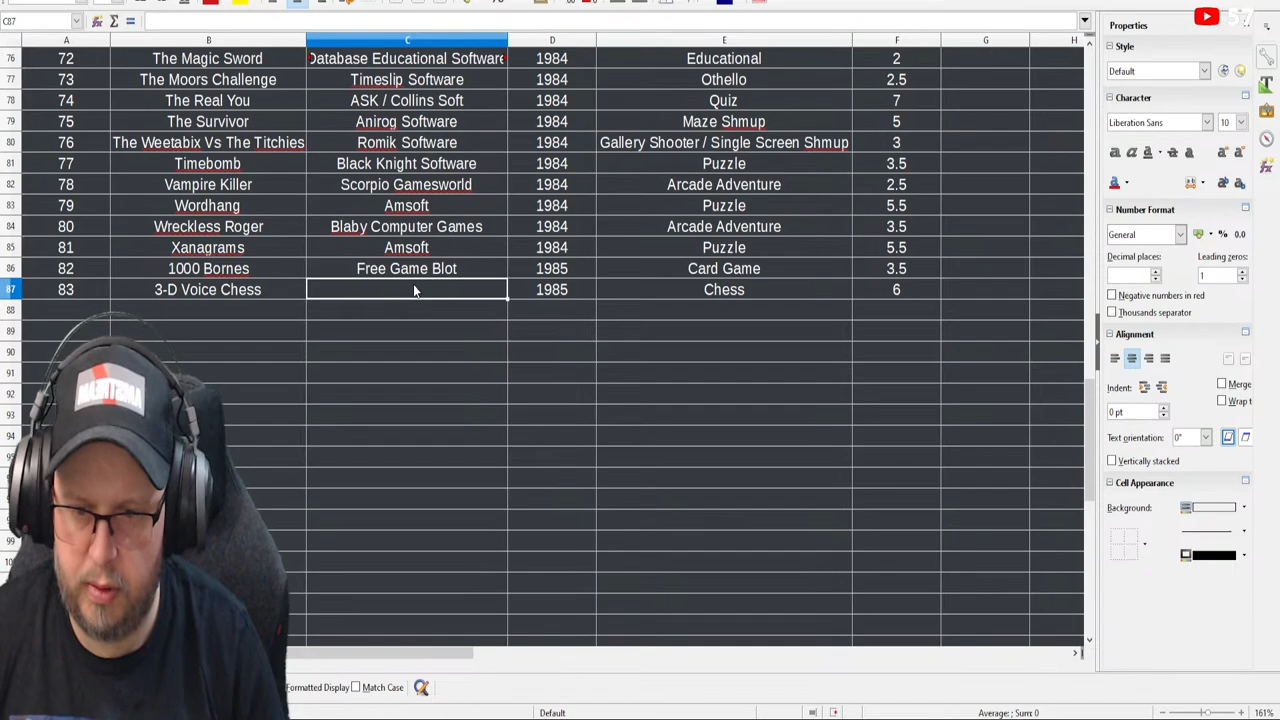 C87
Properties
A B C D E F G H
Style
Default
Character
Liberation Sans 10
Number Format
General % 0.0
Decimal places: Leading zeros:
1
Negative numbers in red
Thousands separator
Alignment
Indent: Merge
0 pt Wrap t
Text orientation: 0°
Vertically stacked
Cell Appearance
Background:
76 72 The Magic Sword Database Educational Software 1984 Educational 2
77 73 The Moors Challenge Timeslip Software 1984 Othello 2.5
78 74 The Real You ASK / Collins Soft 1984 Quiz 7
79 75 The Survivor Anirog Software 1984 Maze Shmup 5
80 76 The Weetabix Vs The Titchies Romik Software 1984 Gallery Shooter / Single Screen Shmup 3
81 77 Timebomb Black Knight Software 1984 Puzzle 3.5
82 78 Vampire Killer Scorpio Gamesworld 1984 Arcade Adventure 2.5
83 79 Wordhang Amsoft 1984 Puzzle 5.5
84 80 Wreckless Roger Blaby Computer Games 1984 Arcade Adventure 3.5
85 81 Xanagrams Amsoft 1984 Puzzle 5.5
86 82 1000 Bornes Free Game Blot 1985 Card Game 3.5
87 83 3-D Voice Chess 1985 Chess 6
88
89
90
91
92
93
94
95
99
Formatted Display Match Case
Default Average: ; Sum: 0 161%